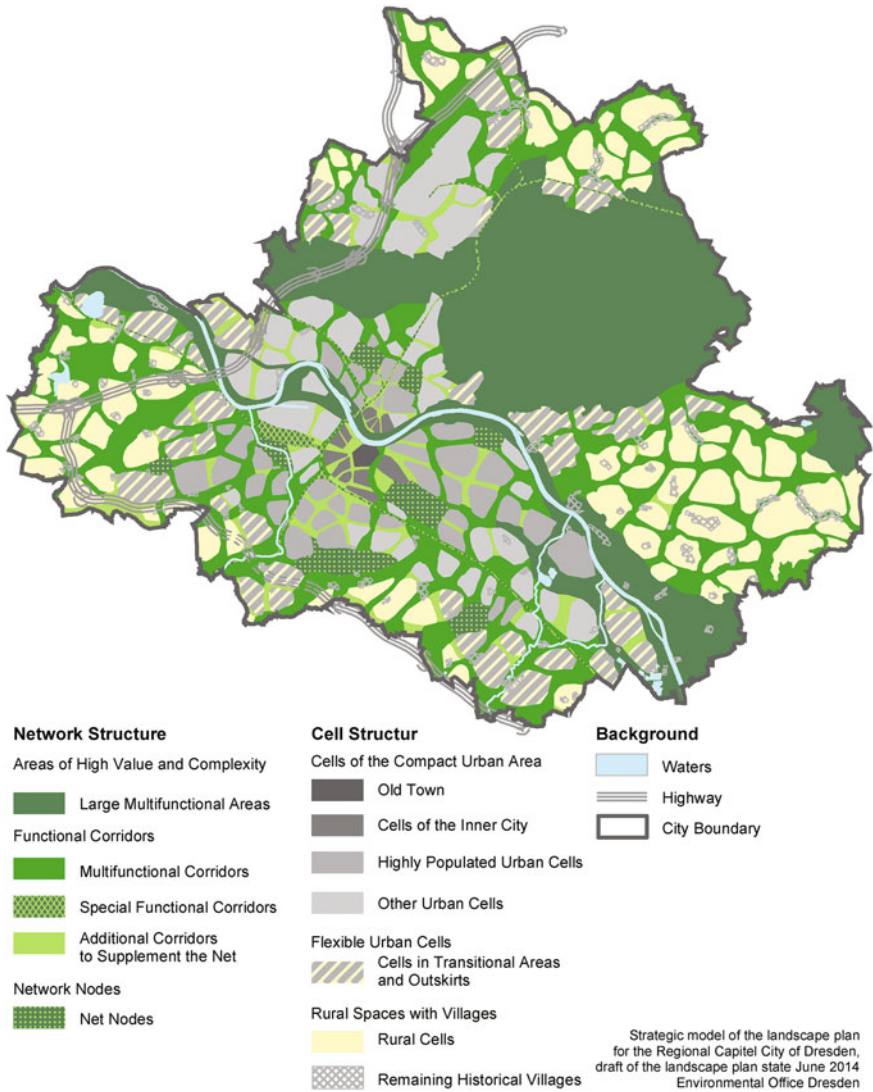 Network Structure
Areas of High Value and Complexity
Large Multifunctional Areas
Functional Corridors
Multifunctional Corridors
Special Functional Corridors
Additional Corridors
to Supplement the Net
Network Nodes
Net Nodes
Cell Structur
Cells of the Compact Urban Area
Old Town
Cells of the Inner City
Highly Populated Urban Cells
Other Urban Cells
Flexible Urban Cells
Cells in Transitional Areas
and Outskirts
Rural Spaces with Villages
Rural Cells
Remaining Historical Villages
Background
Waters
Highway
City Boundary
Strategic model of the landscape plan
for the Regional Capitel City of Dresden,
draft of the landscape plan state June 2014
Environmental Office Dresden